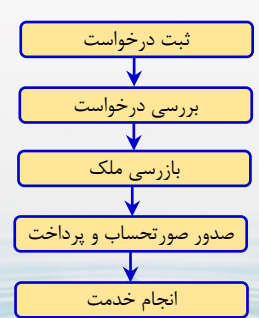 ثبت درخواست
بررسی درخواست
بازرسی ملک
صدور صورتحساب و پرداخت
انجام خدمت